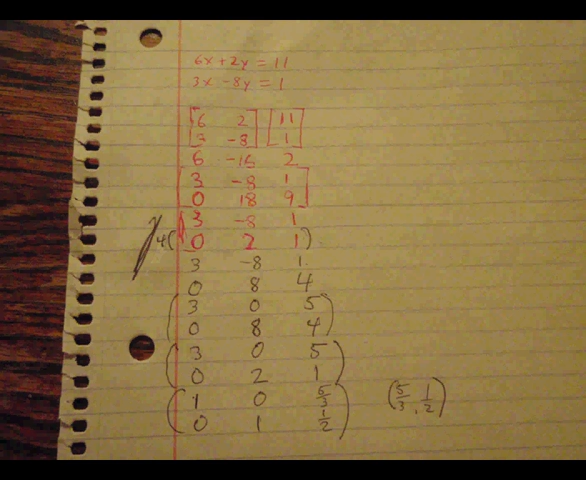 6x + 2y = 11
3x - 8y = 1
[6 2] [11]
[3 -8] [1]
6 -16 2
[3 -8 1]
[0 18 9]
(3 -8 1)
4(0 2 1)
3 -8 1
0 8 4
(3 0 5)
(0 8 4)
(3 0 5)
(0 2 1)
(1 0 5/3)
(0 1 1/2) (5/3, 1/2)